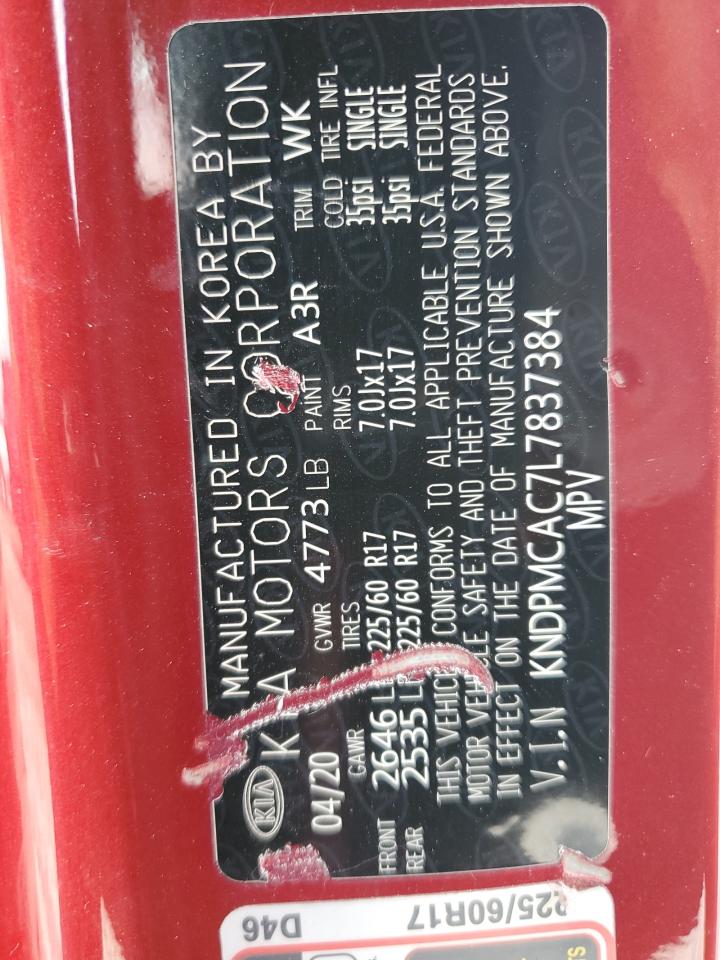 MANUFACTURED IN KOREA BY
KIA KIA MOTORS CORPORATION
04/20 GVWR 4773 LB PAINT A3R TRIM WK
GAWR TIRES RIMS COLD TIRE INFL
FRONT 2646 225/60 R17 7.0Jx17 35psi SINGLE
REAR 2535 225/60 R17 7.0Jx17 35psi SINGLE
THIS VEHICLE CONFORMS TO ALL APPLICABLE U.S.A. FEDERAL
MOTOR VEHICLE SAFETY AND THEFT PREVENTION STANDARDS
IN EFFECT ON THE DATE OF MANUFACTURE SHOWN ABOVE.
V.I.N KNDPMCAC7L7837384
MPV
225/60R17
D46